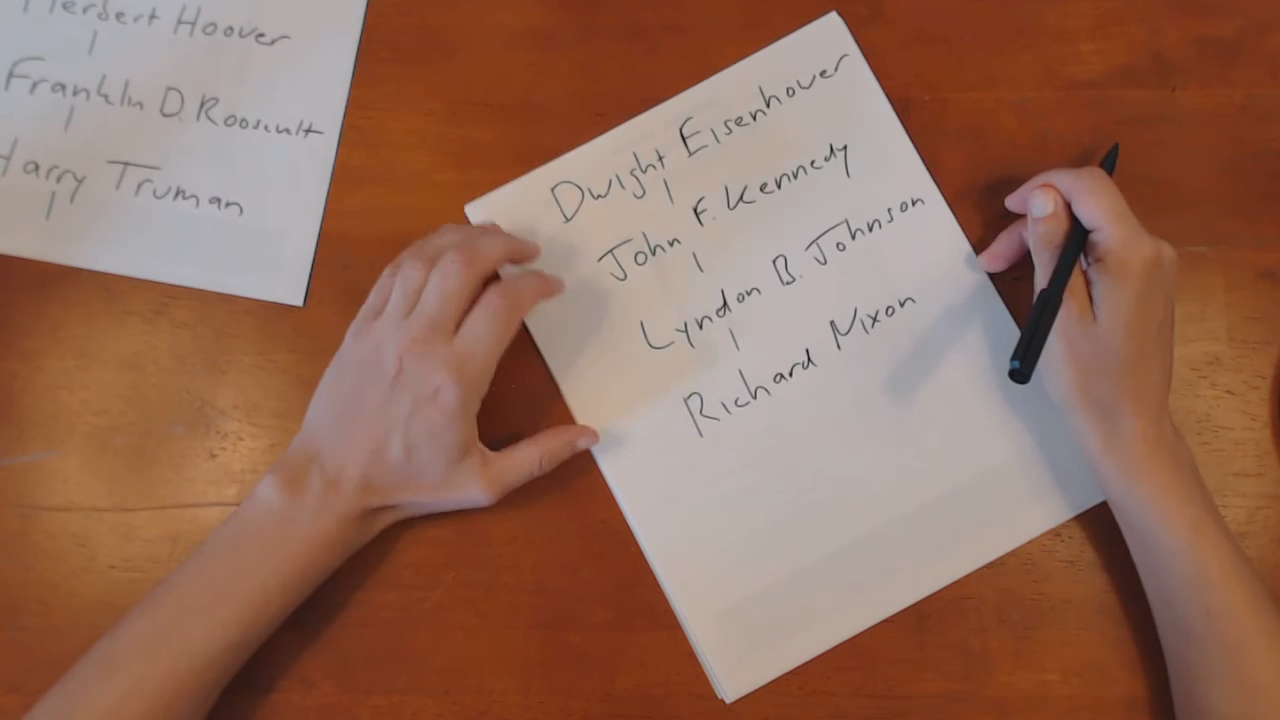 Herbert Hoover
|
Franklin D. Roosevelt
|
Harry Truman
|
Dwight Eisenhower
|
John F. Kennedy
|
Lyndon B. Johnson
|
Richard Nixon